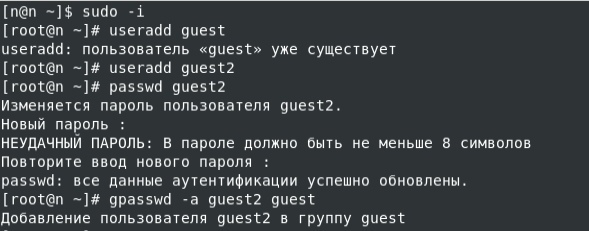 [n@n ~]$ sudo -i
[root@n ~]# useradd guest
useradd: пользователь «guest» уже существует
[root@n ~]# useradd guest2
[root@n ~]# passwd guest2
Изменяется пароль пользователя guest2.
Новый пароль :
НЕУДАЧНЫЙ ПАРОЛЬ: В пароле должно быть не меньше 8 символов
Повторите ввод нового пароля :
passwd: все данные аутентификации успешно обновлены.
[root@n ~]# gpasswd -a guest2 guest
Добавление пользователя guest2 в группу guest